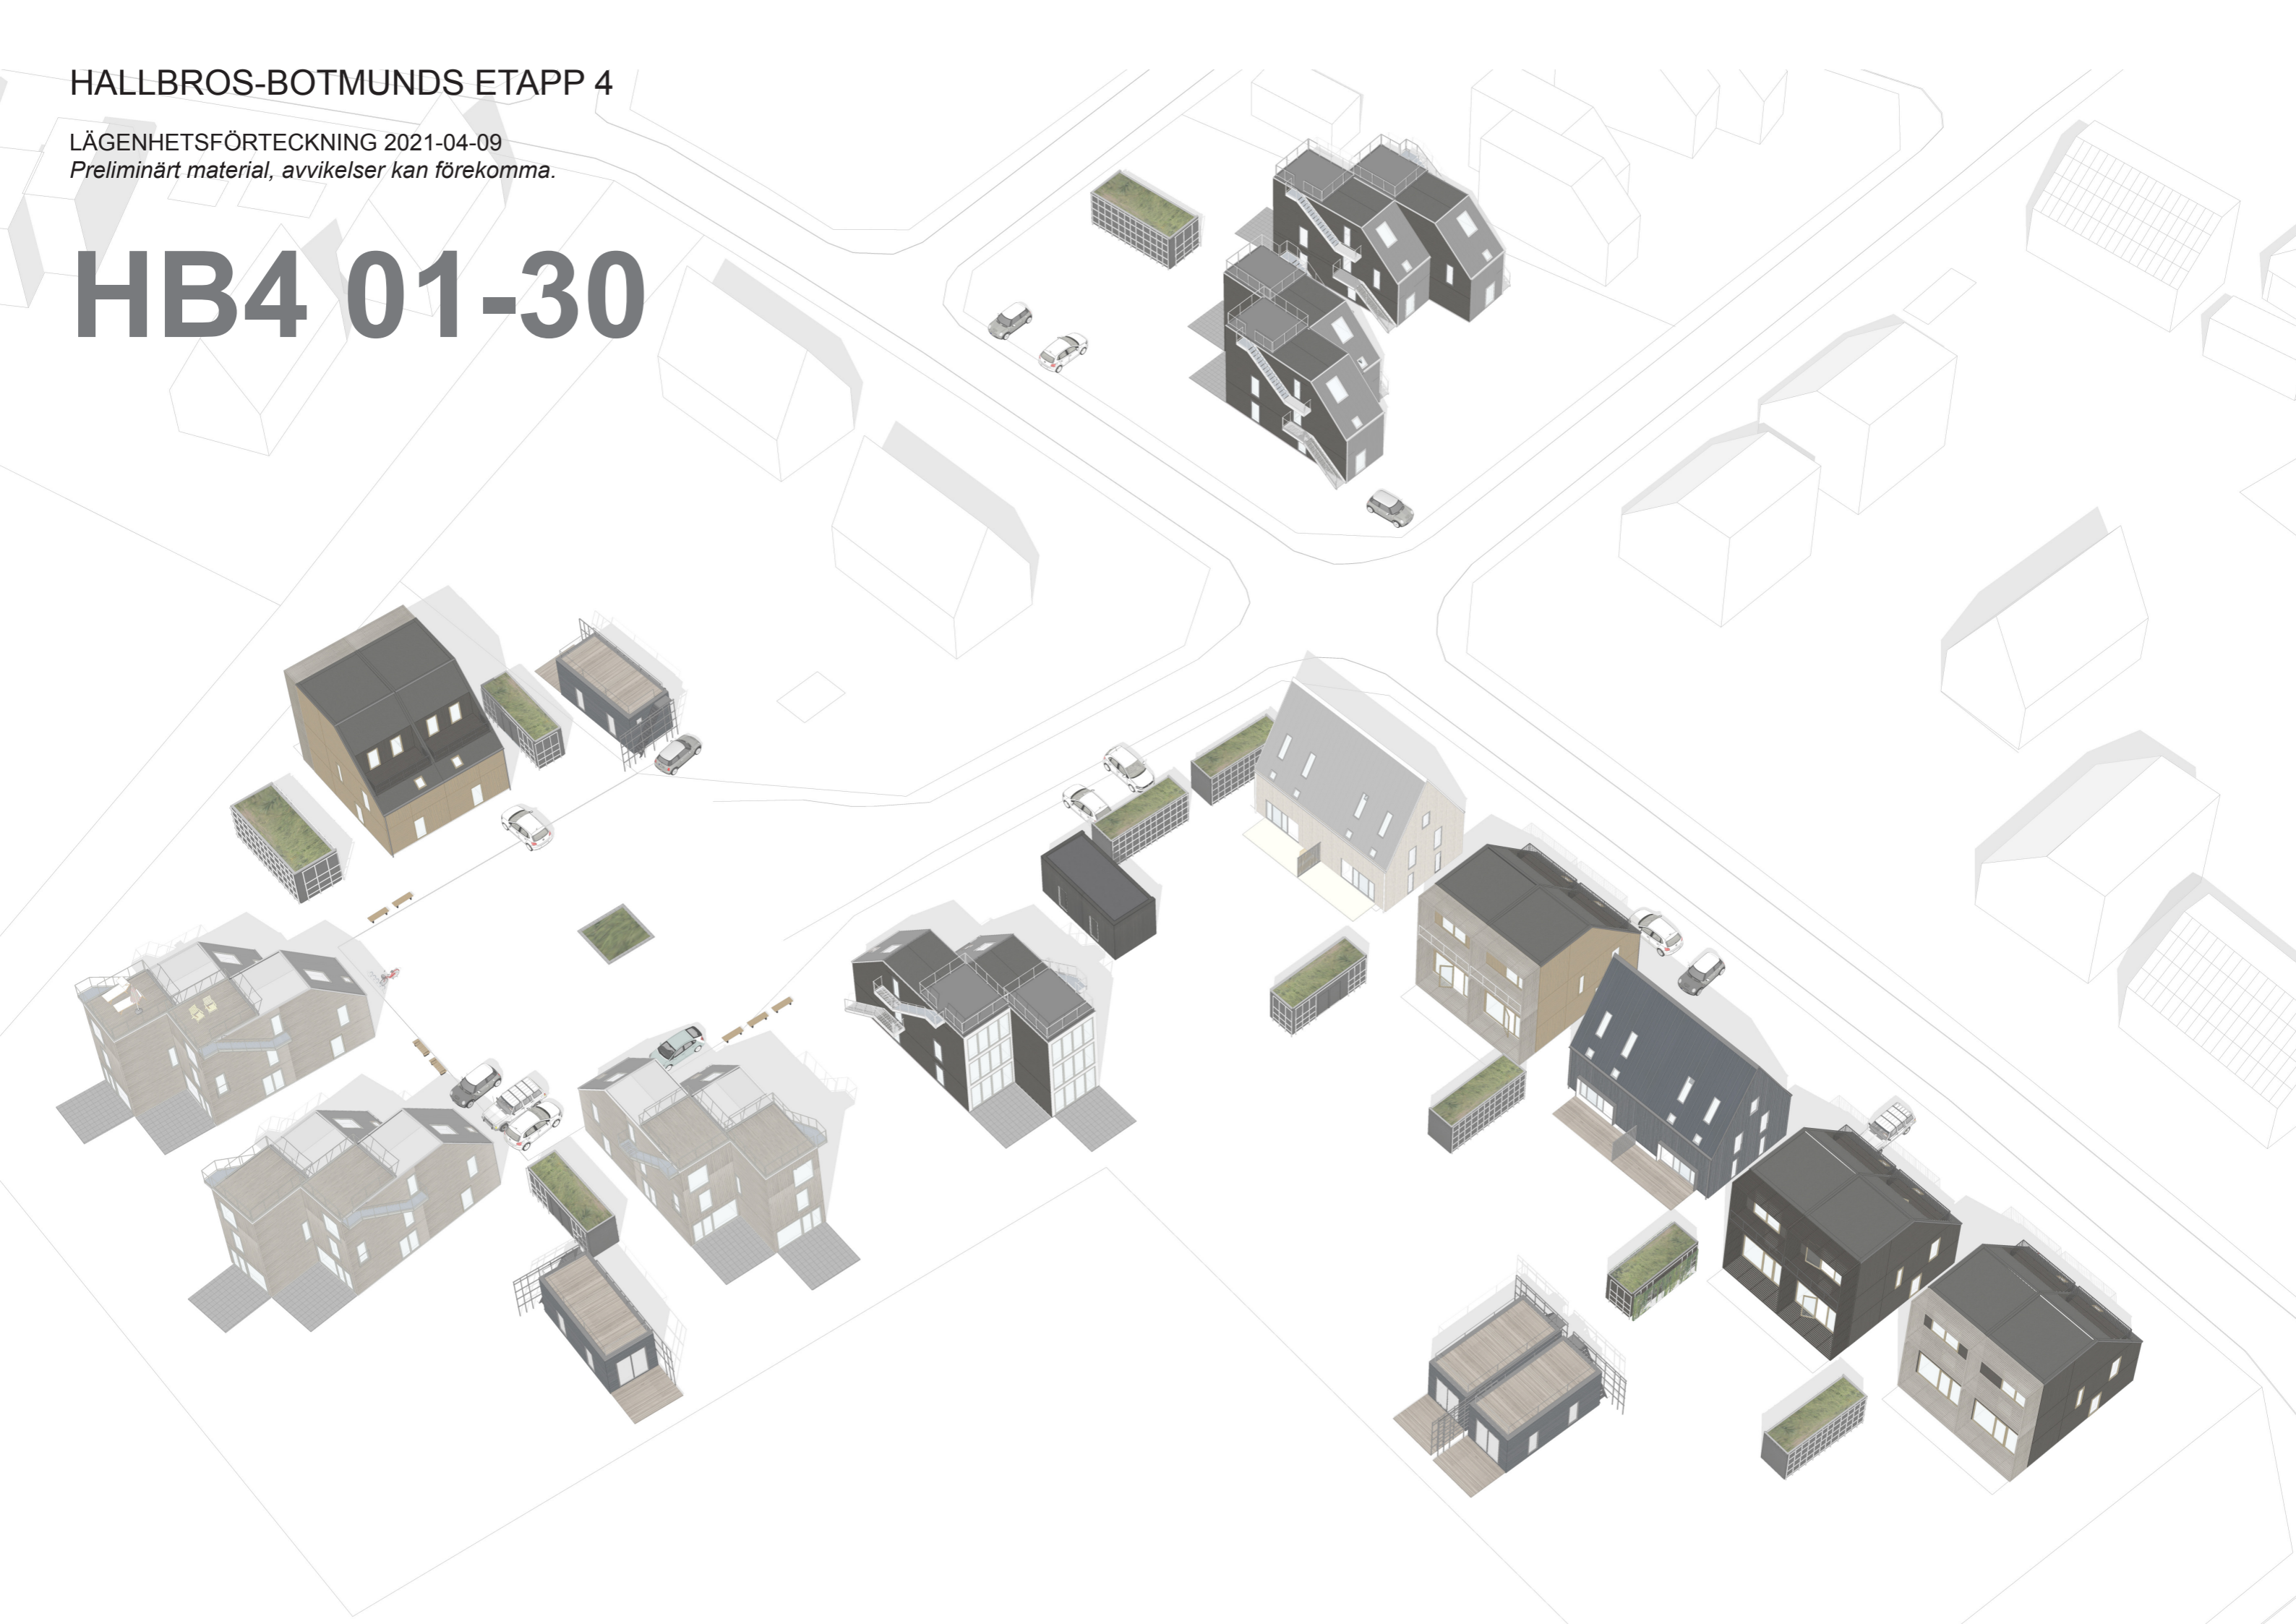 HALLBROS-BOTMUNDS ETAPP 4
LÄGENHETSFÖRTECKNING 2021-04-09
Preliminärt material, avvikelser kan förekomma.
HB4 01-30